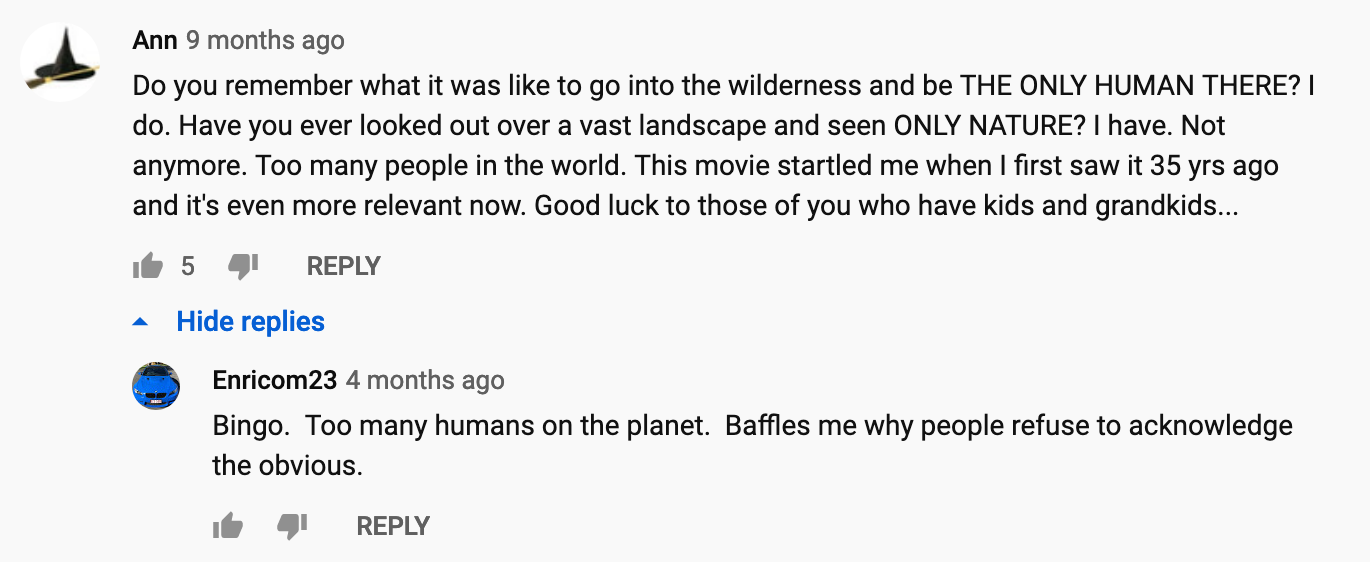 Ann 9 months ago
Do you remember what it was like to go into the wilderness and be THE ONLY HUMAN THERE? I
do. Have you ever looked out over a vast landscape and seen ONLY NATURE? I have. Not
anymore. Too many people in the world. This movie startled me when I first saw it 35 yrs ago
and it's even more relevant now. Good luck to those of you who have kids and grandkids...
5 REPLY
Hide replies
Enricom23 4 months ago
Bingo.  Too many humans on the planet.  Baffles me why people refuse to acknowledge
the obvious.
REPLY